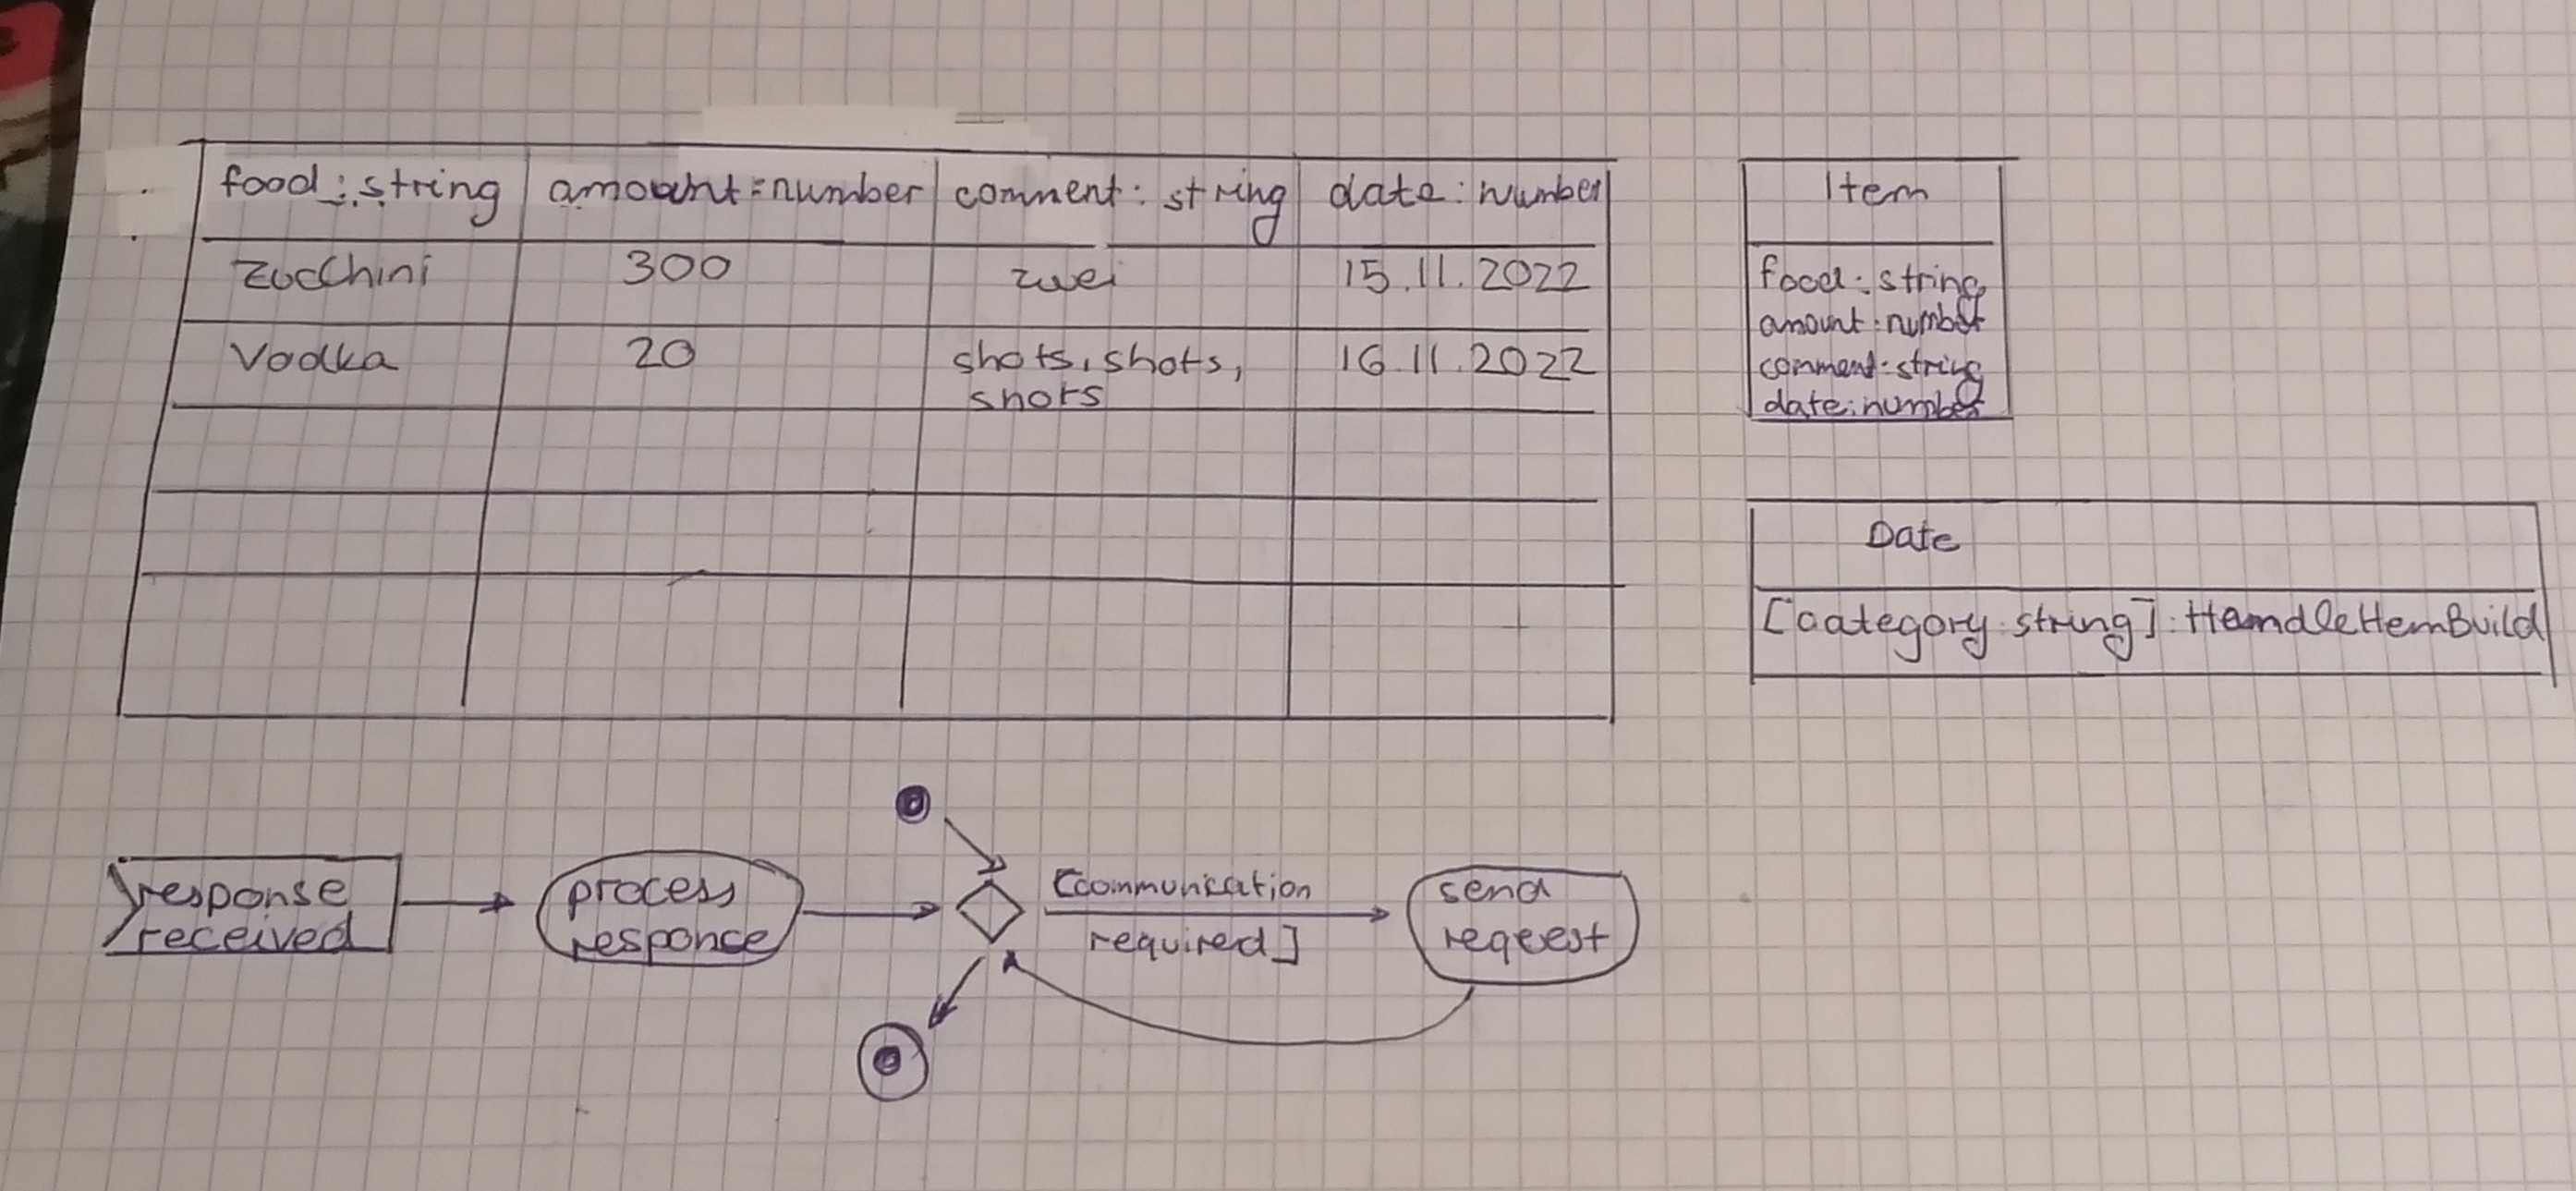 food : string amount : number comment : string date : number
Zucchini 300 zwei 15.11.2022
Vodka 20 shots, shots, 16.11.2022
shots
Item
food : string
amount : number
comment : string
date : number
Date
[category : string] : HandleItemBuild
response
received
process
responce
[communication
required]
send
reqeest